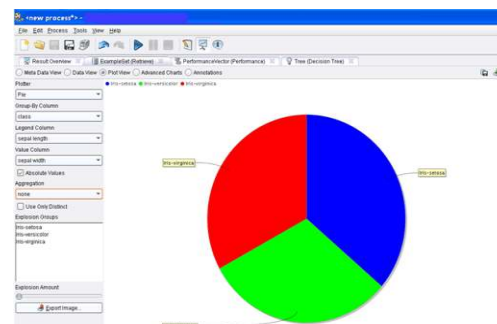 <new process*> -
File Edit Process Tools View Help
Result Overview ExampleSet (Retrieve) PerformanceVector (Performance) Tree (Decision Tree)
Meta Data View Data View Plot View Advanced Charts Annotations
Plotter
Pie
Group-By Column
class
Legend Column
sepal length
Value Column
sepal width
Absolute Values
Aggregation
none
Use Only Distinct
Explosion Groups
Iris-setosa
Iris-versicolor
Iris-virginica
Explosion Amount
Export Image...
Iris-setosa Iris-versicolor Iris-virginica
Iris-virginica
Iris-setosa